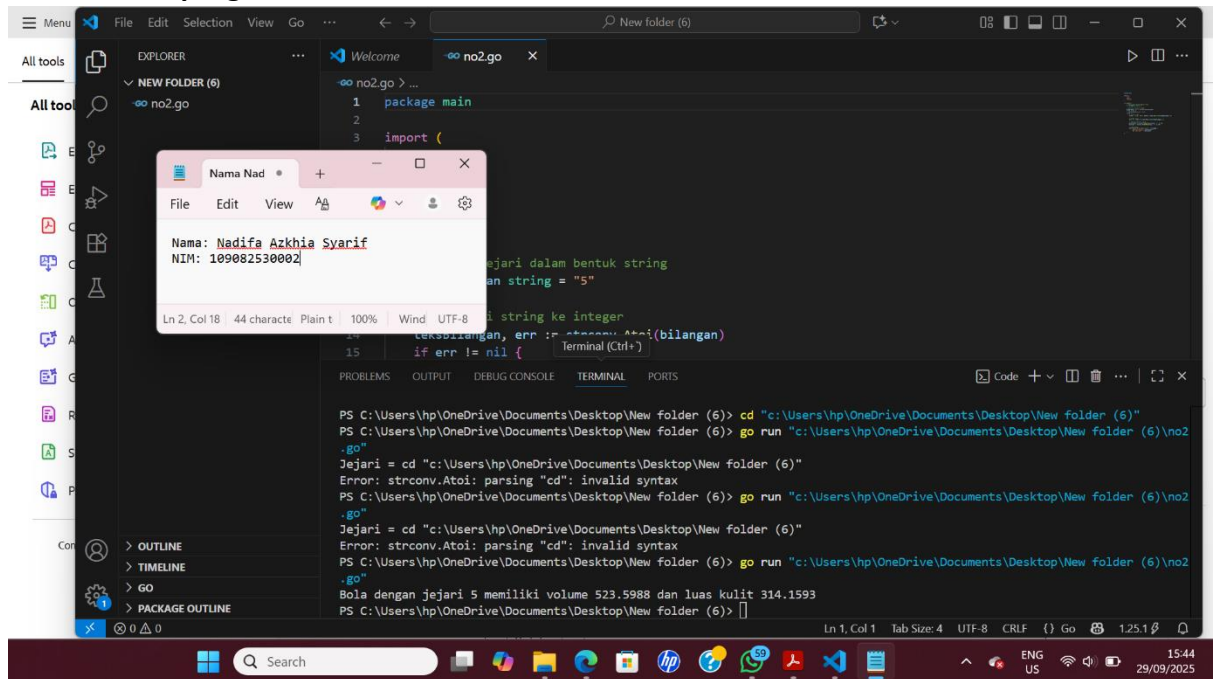 Menu
File Edit Selection View Go ... New folder (6)
All tools
EXPLORER ...
Welcome
no2.go
NEW FOLDER (6)
no2.go > ...
All tool
no2.go
1 package main
2
3 import (
Nama Nad
File Edit View
Nama: Nadifa Azkhia Syarif
NIM: 109082530002
ejari dalam bentuk string
an string = "5"
i string ke integer
Ln 2, Col 18 44 characte Plain t 100% Wind UTF-8
Terminal (Ctrl+`)
15 if err != nil {
PROBLEMS OUTPUT DEBUG CONSOLE TERMINAL PORTS
Code
PS C:\Users\hp\OneDrive\Documents\Desktop\New folder (6)> cd "c:\Users\hp\OneDrive\Documents\Desktop\New folder (6)"
PS C:\Users\hp\OneDrive\Documents\Desktop\New folder (6)> go run "c:\Users\hp\OneDrive\Documents\Desktop\New folder (6)\no2
.go"
Jejari = cd "c:\Users\hp\OneDrive\Documents\Desktop\New folder (6)"
Error: strconv.Atoi: parsing "cd": invalid syntax
PS C:\Users\hp\OneDrive\Documents\Desktop\New folder (6)> go run "c:\Users\hp\OneDrive\Documents\Desktop\New folder (6)\no2
.go"
Jejari = cd "c:\Users\hp\OneDrive\Documents\Desktop\New folder (6)"
Error: strconv.Atoi: parsing "cd": invalid syntax
PS C:\Users\hp\OneDrive\Documents\Desktop\New folder (6)> go run "c:\Users\hp\OneDrive\Documents\Desktop\New folder (6)\no2
.go"
Bola dengan jejari 5 memiliki volume 523.5988 dan luas kulit 314.1593
PS C:\Users\hp\OneDrive\Documents\Desktop\New folder (6)>
OUTLINE
TIMELINE
GO
PACKAGE OUTLINE
0 0
Ln 1, Col 1 Tab Size: 4 UTF-8 CRLF {} Go 1.25.1
Search
59
ENG
US
15:44
29/09/2025